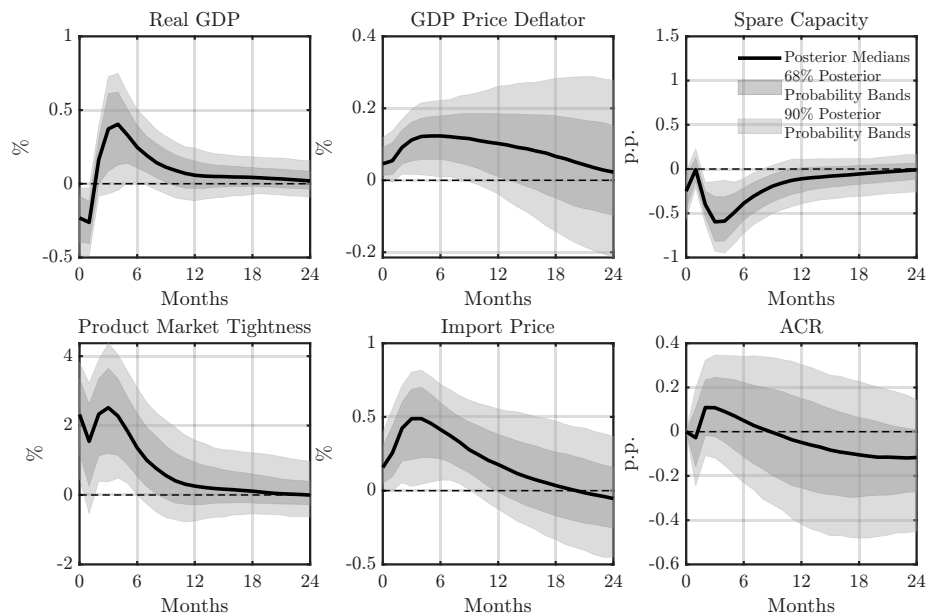 Real GDP
1
0.5
0
-0.5
%
0 6 12 18 24
Months
GDP Price Deflator
0.4
0.2
0
-0.2
%
0 6 12 18 24
Months
Spare Capacity
1.5
1
0.5
0
-0.5
-1
p.p.
Posterior Medians
68% Posterior
Probability Bands
90% Posterior
Probability Bands
0 6 12 18 24
Months
Product Market Tightness
4
2
0
-2
%
0 6 12 18 24
Months
Import Price
1
0.5
0
-0.5
%
0 6 12 18 24
Months
ACR
0.4
0.2
0
-0.2
-0.4
-0.6
p.p.
0 6 12 18 24
Months